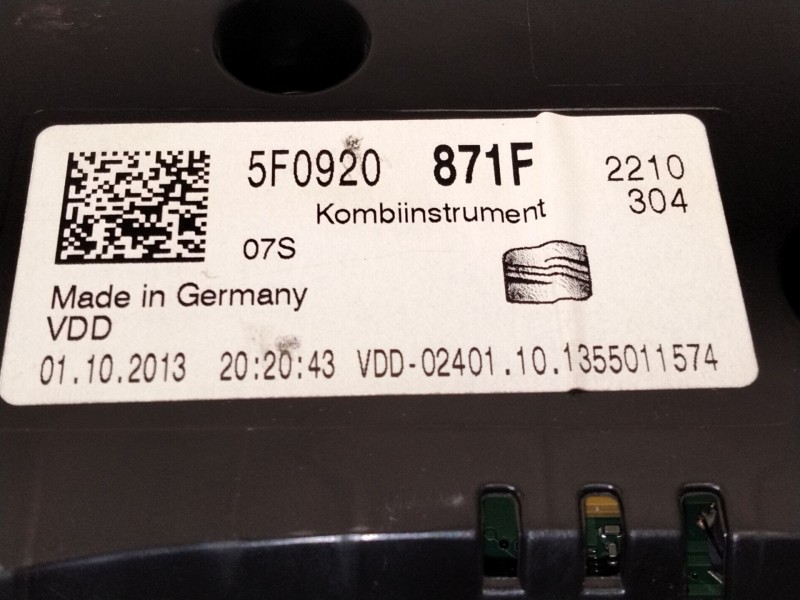 5F0920 871F 2210
304
Kombiinstrument
07S
Made in Germany
VDD
01.10.2013 20:20:43 VDD-02401.10.1355011574